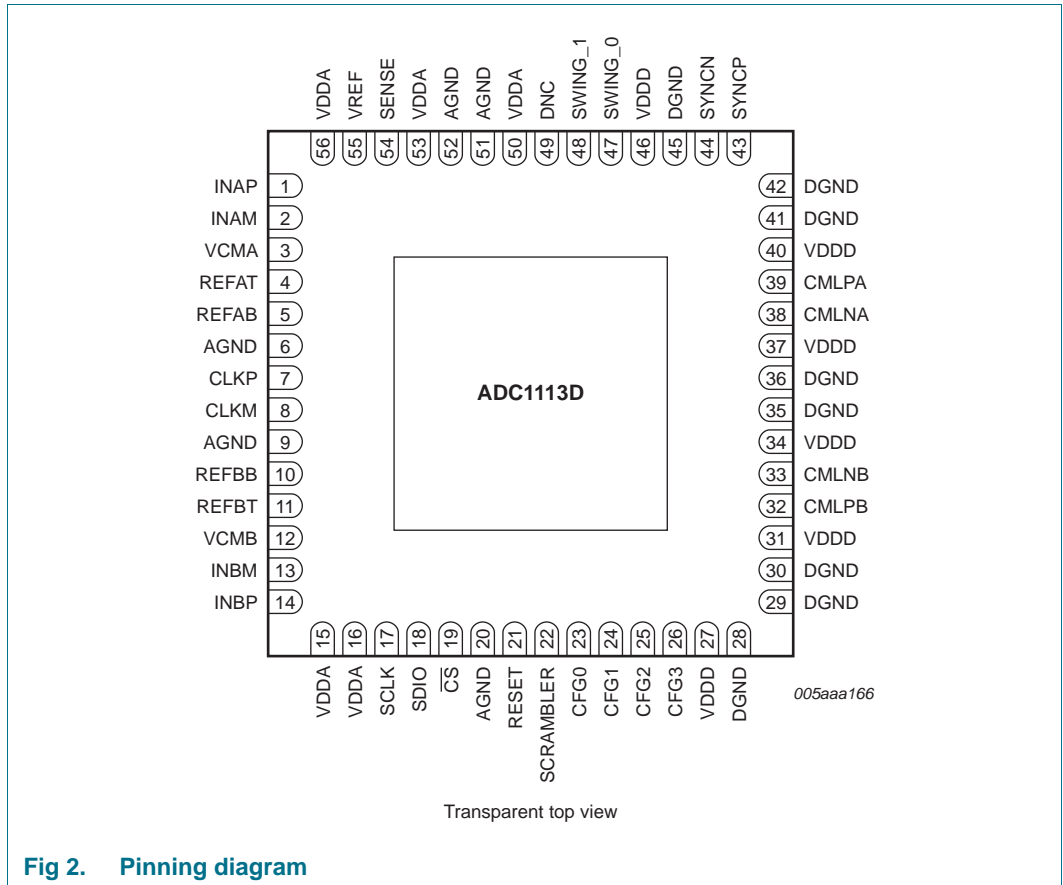 VDDA
VREF
SENSE
VDDA
AGND
AGND
VDDA
DNC
SWING_1
SWING_0
VDDD
DGND
SYNCN
SYNCP
56
55
54
53
52
51
50
49
48
47
46
45
44
43
INAP 1
INAM 2
VCMA 3
REFAT 4
REFAB 5
AGND 6
CLKP 7
CLKM 8
AGND 9
REFBB 10
REFBT 11
VCMB 12
INBM 13
INBP 14
ADC1113D
42 DGND
41 DGND
40 VDDD
39 CMLPA
38 CMLNA
37 VDDD
36 DGND
35 DGND
34 VDDD
33 CMLNB
32 CMLPB
31 VDDD
30 DGND
29 DGND
15
16
17
18
19
20
21
22
23
24
25
26
27
28
VDDA
VDDA
SCLK
SDIO
C̅S̅
AGND
RESET
SCRAMBLER
CFG0
CFG1
CFG2
CFG3
VDDD
DGND
005aaa166
Transparent top view
Fig 2. Pinning diagram